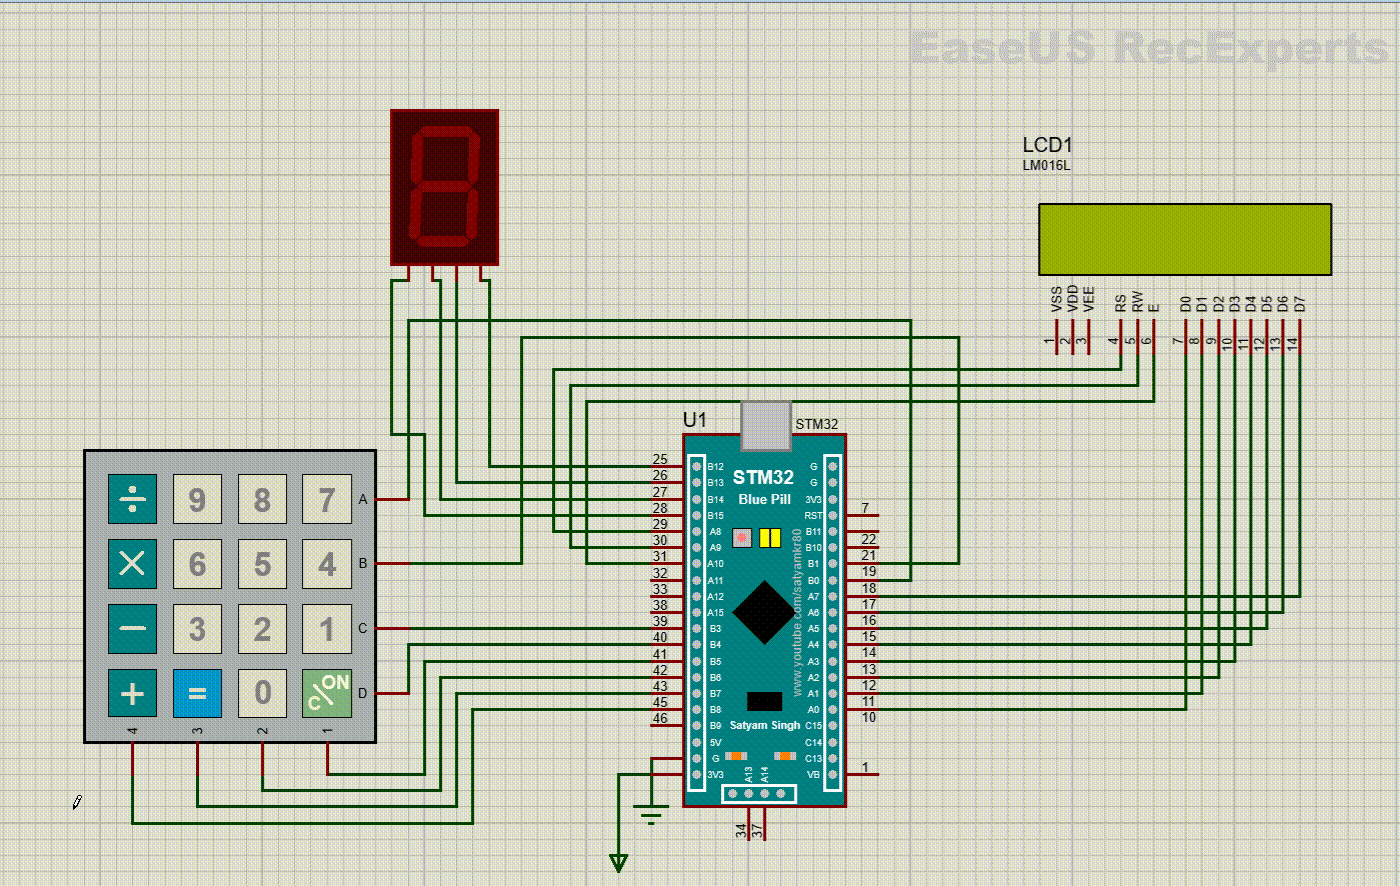 EaseUS RecExperts
LCD1
LM016L
VSS VDD VEE RS RW E D0 D1 D2 D3 D4 D5 D6 D7
1 2 3 4 5 6 7 8 9 10 11 12 13 14
U1
STM32
STM32
Blue Pill
25 B12 G
26 B13 G
27 B14 3V3
28 B15 RST 7
29 A8 B11
30 A9 B10 22
31 A10 B1 21
32 A11 B0 19
33 A12 A7 18
38 A15 A6 17
39 B3 A5 16
40 B4 A4 15
41 B5 A3 14
42 B6 A2 13
43 B7 A1 12
45 B8 A0 11
46 B9 C15 10
5V C14
G C13
3V3 VB 1
www.youtube.com/satyamkr80
Satyam Singh
A13 A14
34 37
÷ 9 8 7 A
× 6 5 4 B
− 3 2 1 C
+ = 0 ON/C D
4 3 2 1